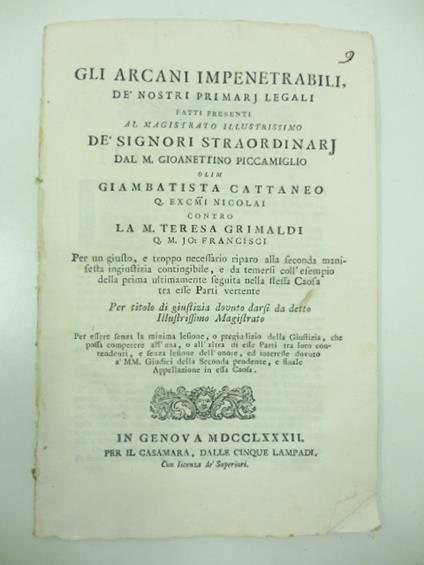 9
GLI ARCANI IMPENETRABILI,
DE' NOSTRI PRIMARJ LEGALI
FATTI PRESENTI
AL MAGISTRATO ILLUSTRISSIMO
DE' SIGNORI STRAORDINARJ
DAL M. GIOANETTINO PICCAMIGLIO
OLIM
GIAMBATISTA CATTANEO
Q. EXCM̃I NICOLAI
CONTRO
LA M. TERESA GRIMALDI
Q. M. JO: FRANCISCI
Per un giusto, e troppo necessario riparo alla seconda mani-
festa ingiustizia contingibile, e da temersi coll'esempio
della prima ultimamente seguita nella stessa Causa
tra esse Parti vertente
Per titolo di giustizia dovuto darsi da detto
Illustrissimo Magistrato
Per essere senza la minima lesione, o pregiudizio della Giustizia, che
possa competere all'una, o all'altra di esse Parti tra loro con-
tendenti, e senza lesione dell'onore, ed interesse dovuto
a' MM. Giudici della Seconda pendente, e finale
Appellazione in essa Causa.
IN GENOVA MDCCLXXXII.
PER IL CASAMARA, DALLE CINQUE LAMPADI.
Con licenza de' Superiori.